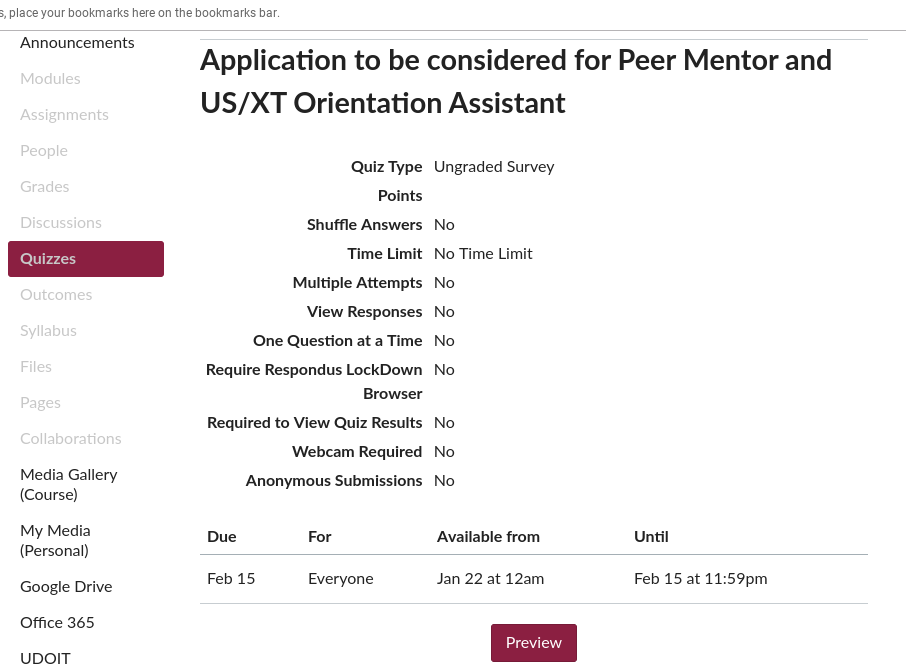 s, place your bookmarks here on the bookmarks bar.
Announcements
Modules
Assignments
People
Grades
Discussions
Quizzes
Outcomes
Syllabus
Files
Pages
Collaborations
Media Gallery
(Course)
My Media
(Personal)
Google Drive
Office 365
UDOIT
Application to be considered for Peer Mentor and
US/XT Orientation Assistant
Quiz Type Ungraded Survey
Points
Shuffle Answers No
Time Limit No Time Limit
Multiple Attempts No
View Responses No
One Question at a Time No
Require Respondus LockDown No
Browser
Required to View Quiz Results No
Webcam Required No
Anonymous Submissions No
Due For Available from Until
Feb 15 Everyone Jan 22 at 12am Feb 15 at 11:59pm
Preview